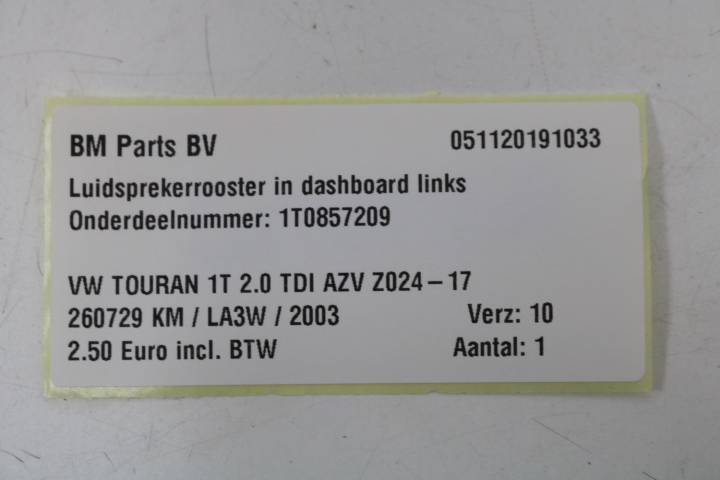 BM Parts BV 051120191033
Luidsprekerrooster in dashboard links
Onderdeelnummer: 1T0857209
VW TOURAN 1T 2.0 TDI AZV Z024-17
260729 KM / LA3W / 2003 Verz: 10
2.50 Euro incl. BTW Aantal: 1